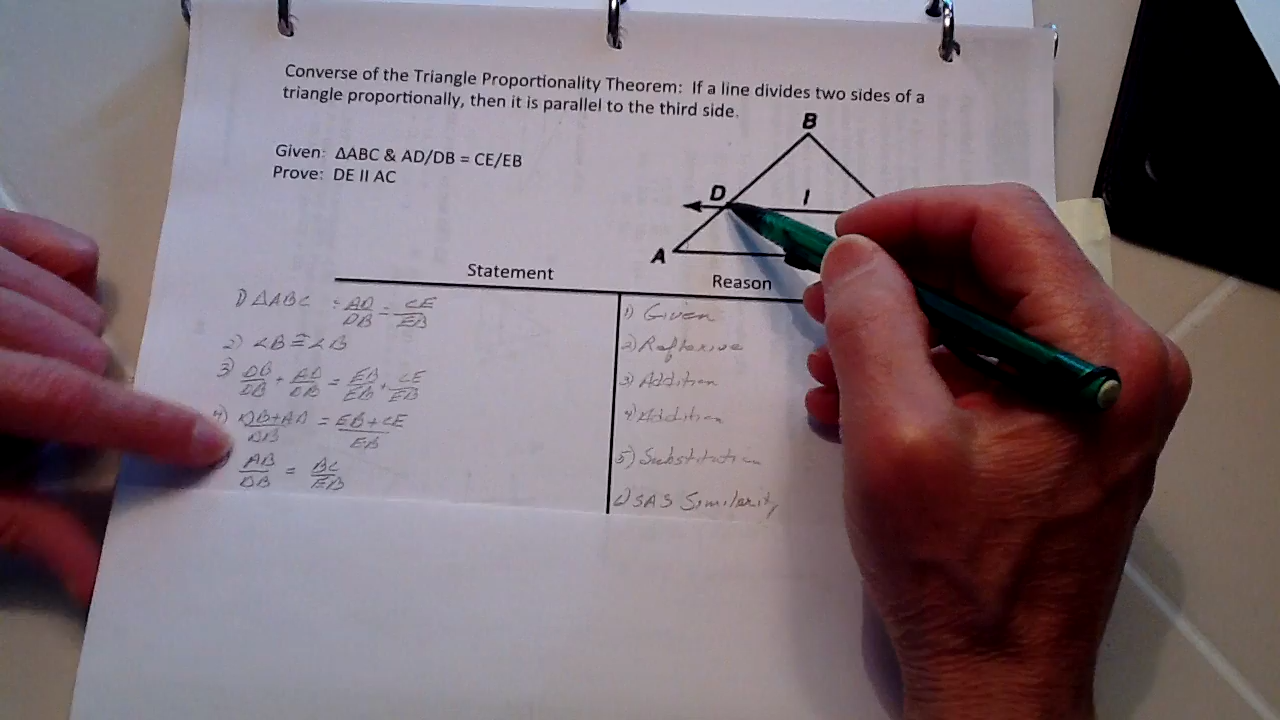 Converse of the Triangle Proportionality Theorem: If a line divides two sides of a
triangle proportionally, then it is parallel to the third side.
Given: ΔABC & AD/DB = CE/EB
Prove: DE II AC
B
D
l
A
Statement
Reason
1) △ABC = AD/DB = CE/EB
1) Given
2) ∠B ≅ ∠B
2) Reflexive
3) DB/DB + AD/DB = EB/EB + CE/EB
3) Addition
4) DB+AD/DB = EB+CE/EB
4) Addition
AB/DB = BC/EB
5) Substitution
6) SAS Similarity